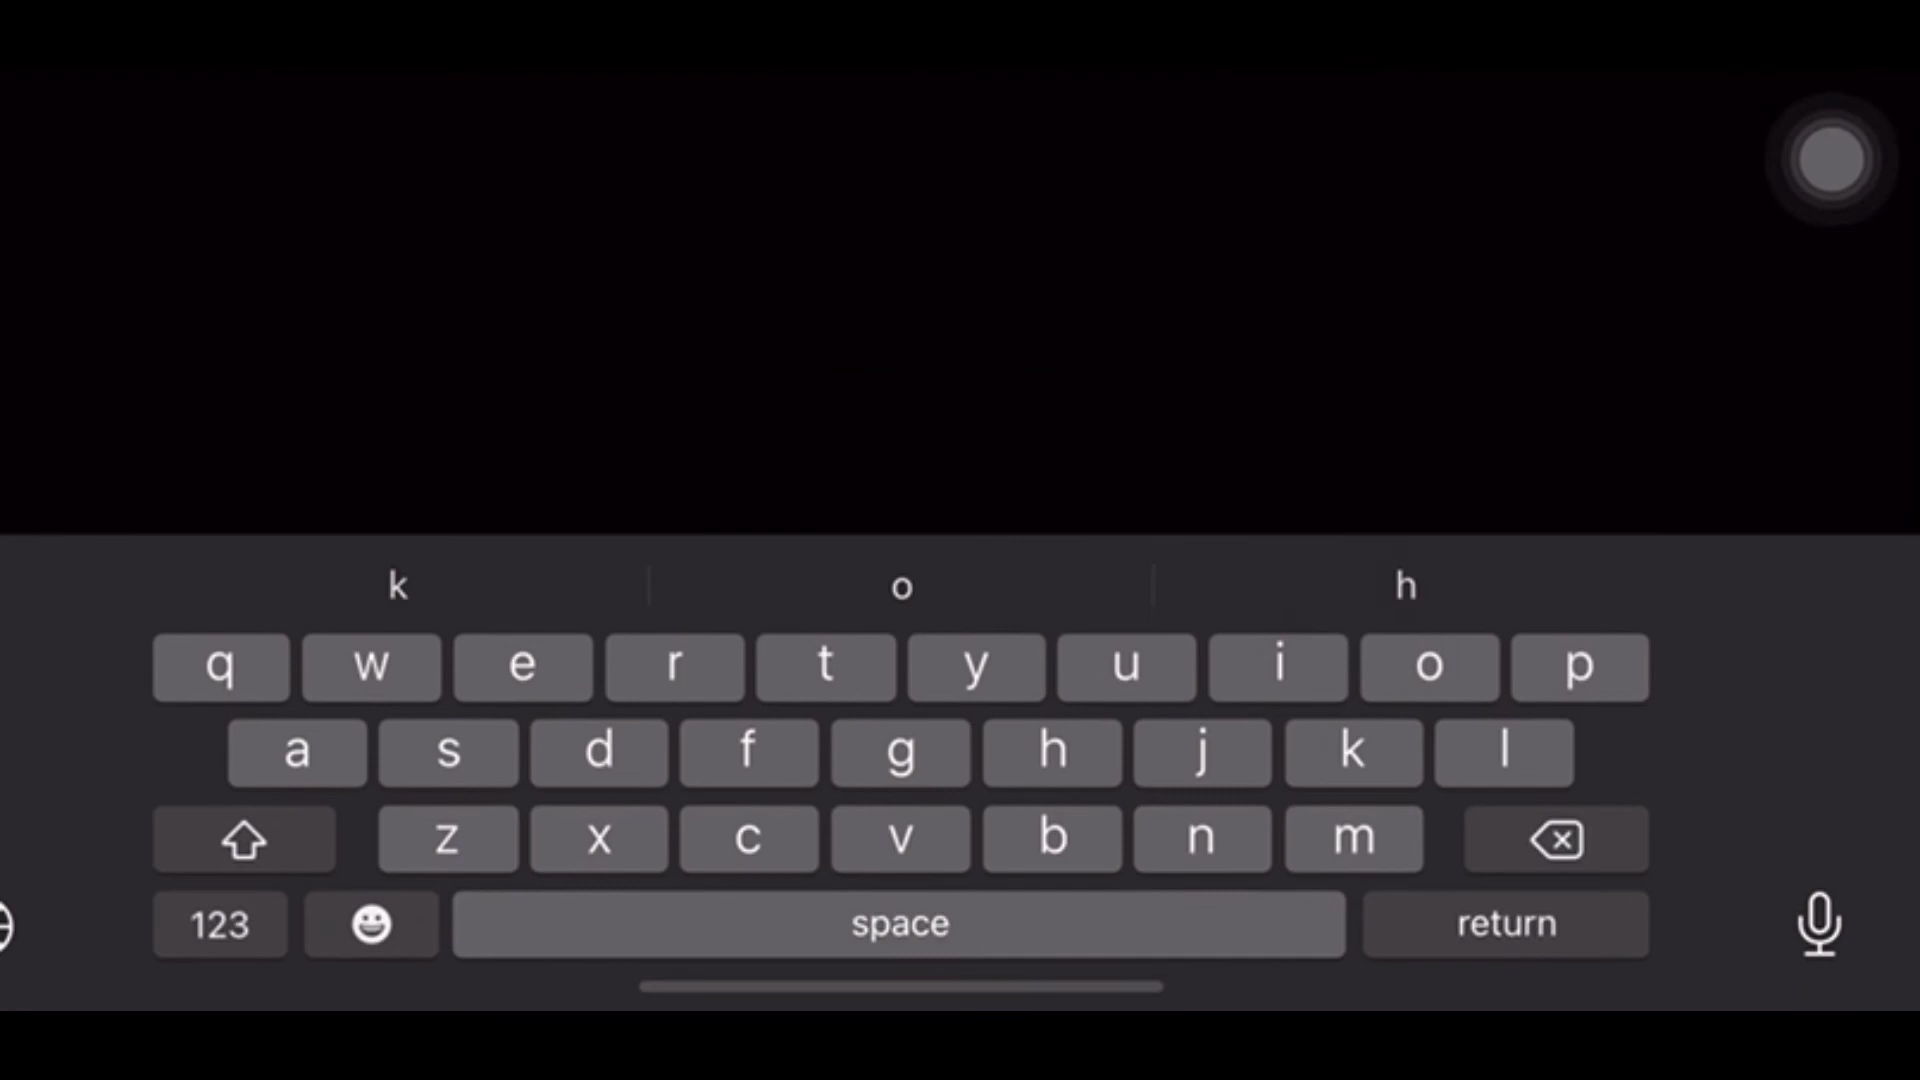 k o h
q w e r t y u i o p
a s d f g h j k l
z x c v b n m
123 space return